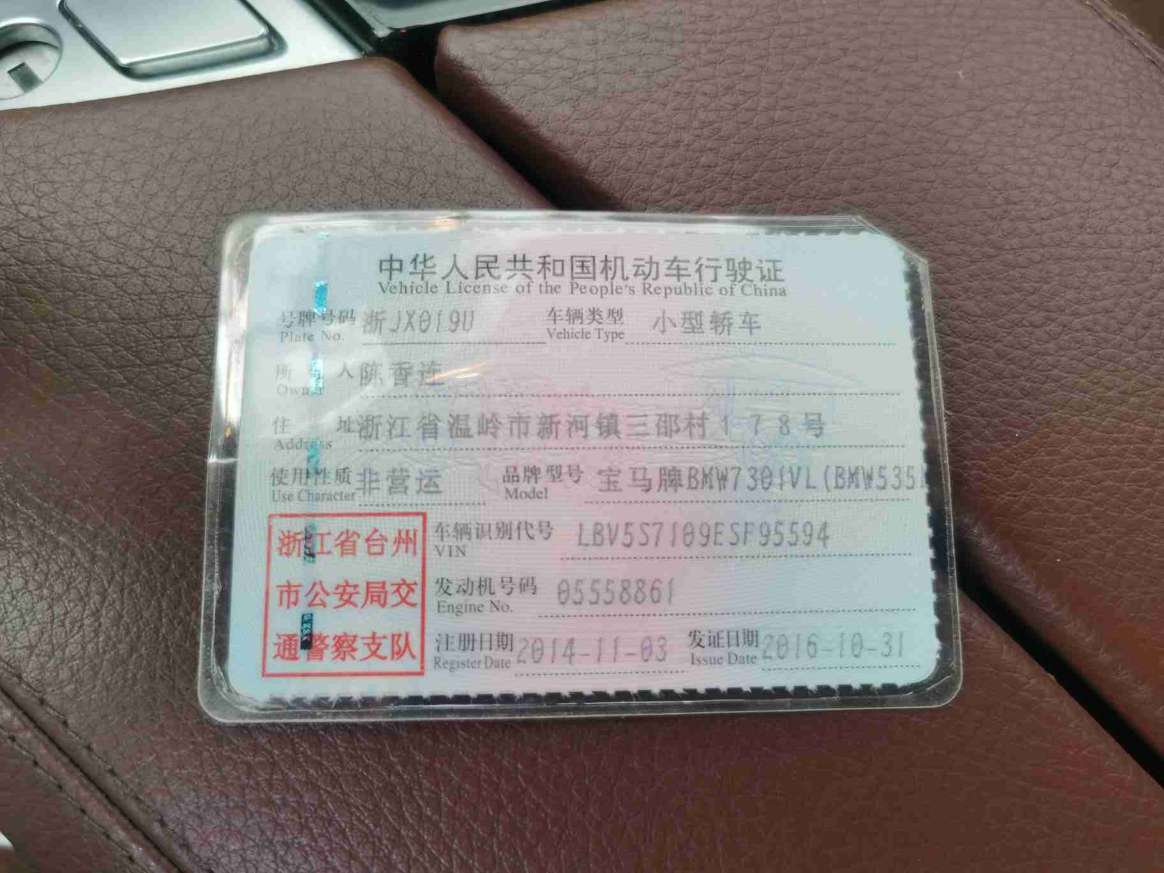 中华人民共和国机动车行驶证
Vehicle License of the People's Republic of China
号牌号码 浙JX019U 车辆类型 小型轿车
Plate No. Vehicle Type
所有人 陈香连
Owner
住址 浙江省温岭市新河镇三邵村178号
Address
使用性质 非营运 品牌型号 宝马牌BMW7301VL(BMW535L
Use Character Model
浙江省台州
市公安局交
通警察支队
车辆识别代号 LBV5S7109ESF95594
VIN
发动机号码 05558861
Engine No.
注册日期 2014-11-03 发证日期 2016-10-31
Register Date Issue Date